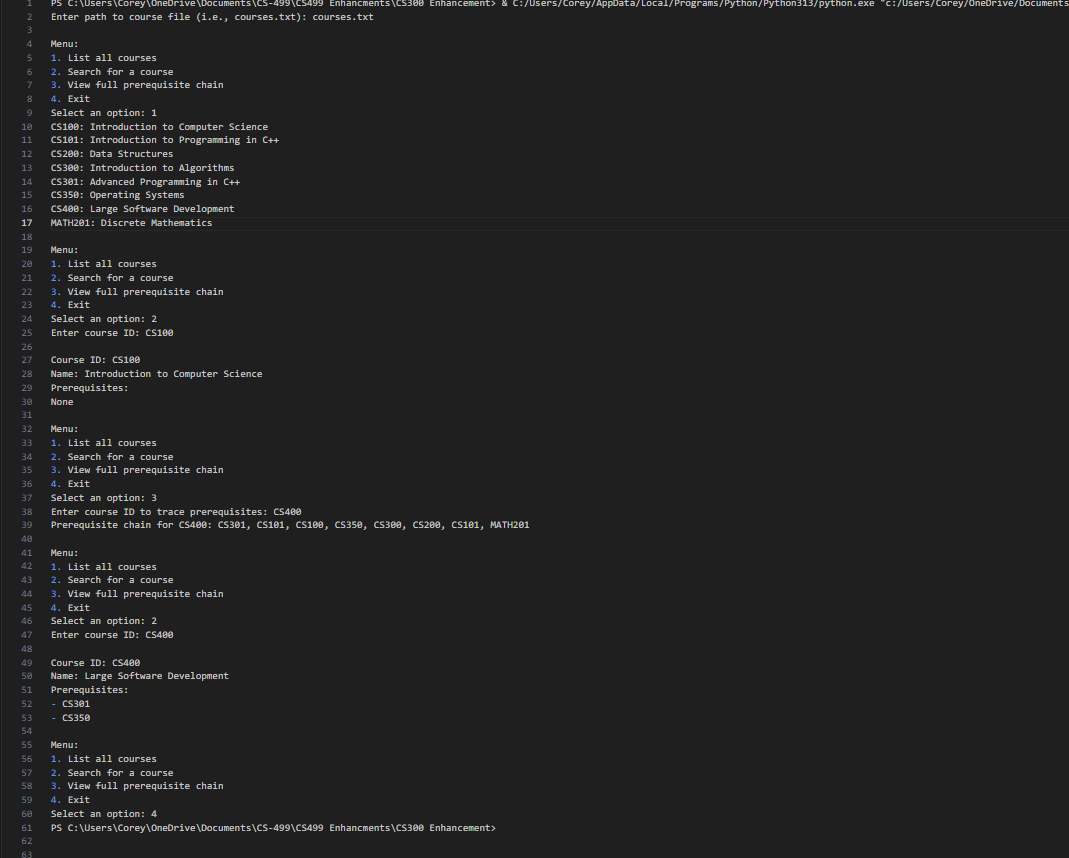 1 PS C:\Users\Corey\OneDrive\Documents\CS-499\CS499 Enhancments\CS300 Enhancement> & C:/Users/Corey/AppData/Local/Programs/Python/Python313/python.exe "c:/Users/Corey/OneDrive/Documents
2 Enter path to course file (i.e., courses.txt): courses.txt
3
4 Menu:
5 1. List all courses
6 2. Search for a course
7 3. View full prerequisite chain
8 4. Exit
9 Select an option: 1
10 CS100: Introduction to Computer Science
11 CS101: Introduction to Programming in C++
12 CS200: Data Structures
13 CS300: Introduction to Algorithms
14 CS301: Advanced Programming in C++
15 CS350: Operating Systems
16 CS400: Large Software Development
17 MATH201: Discrete Mathematics
18
19 Menu:
20 1. List all courses
21 2. Search for a course
22 3. View full prerequisite chain
23 4. Exit
24 Select an option: 2
25 Enter course ID: CS100
26
27 Course ID: CS100
28 Name: Introduction to Computer Science
29 Prerequisites:
30 None
31
32 Menu:
33 1. List all courses
34 2. Search for a course
35 3. View full prerequisite chain
36 4. Exit
37 Select an option: 3
38 Enter course ID to trace prerequisites: CS400
39 Prerequisite chain for CS400: CS301, CS101, CS100, CS350, CS300, CS200, CS101, MATH201
40
41 Menu:
42 1. List all courses
43 2. Search for a course
44 3. View full prerequisite chain
45 4. Exit
46 Select an option: 2
47 Enter course ID: CS400
48
49 Course ID: CS400
50 Name: Large Software Development
51 Prerequisites:
52 - CS301
53 - CS350
54
55 Menu:
56 1. List all courses
57 2. Search for a course
58 3. View full prerequisite chain
59 4. Exit
60 Select an option: 4
61 PS C:\Users\Corey\OneDrive\Documents\CS-499\CS499 Enhancments\CS300 Enhancement>
62
63